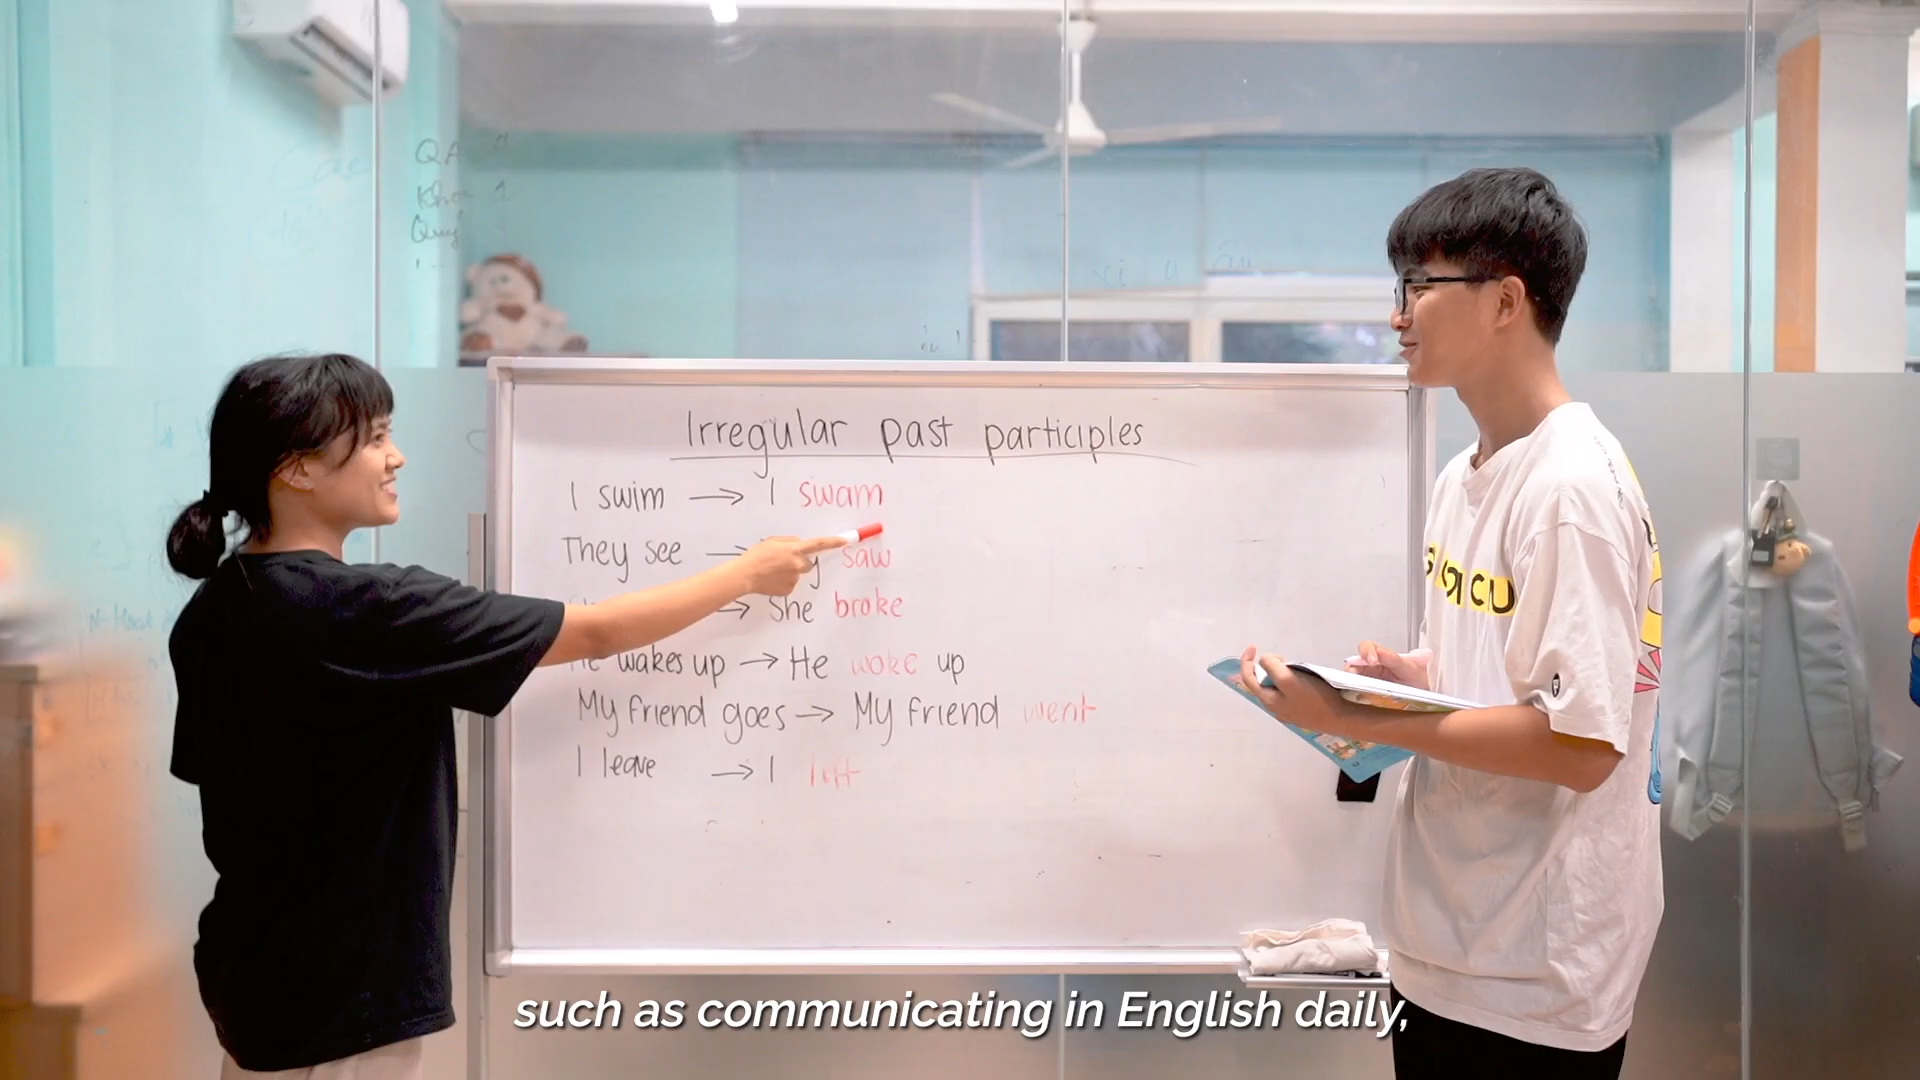 Irregular past participles
I swim → I swam
They see → saw
→ She broke
He wakes up → He woke up
My friend goes → My friend went
I leave → I left
such as communicating in English daily,